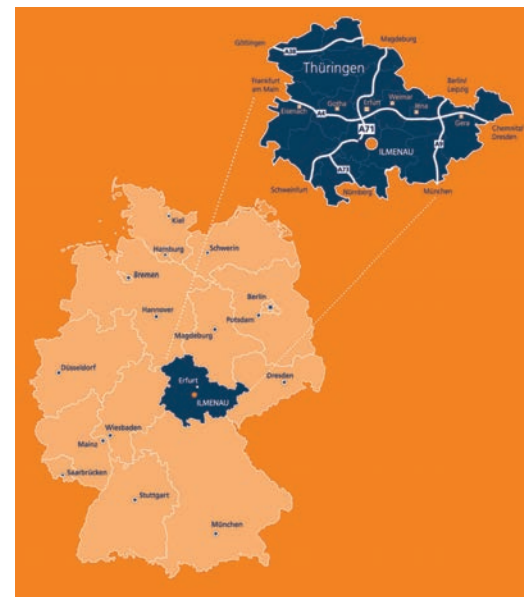 Göttingen
A38
Magdeburg
Thüringen
Frankfurt
am Main
Berlin/
Leipzig
Eisenach
Gotha
Erfurt
Weimar
Jena
Gera
A4
Chemnitz/
Dresden
A71
A9
ILMENAU
A73
Schweinfurt
Nürnberg
München
Kiel
Hamburg
Schwerin
Bremen
Hannover
Berlin
Potsdam
Magdeburg
Düsseldorf
Erfurt
Dresden
ILMENAU
Wiesbaden
Mainz
Saarbrücken
Stuttgart
München